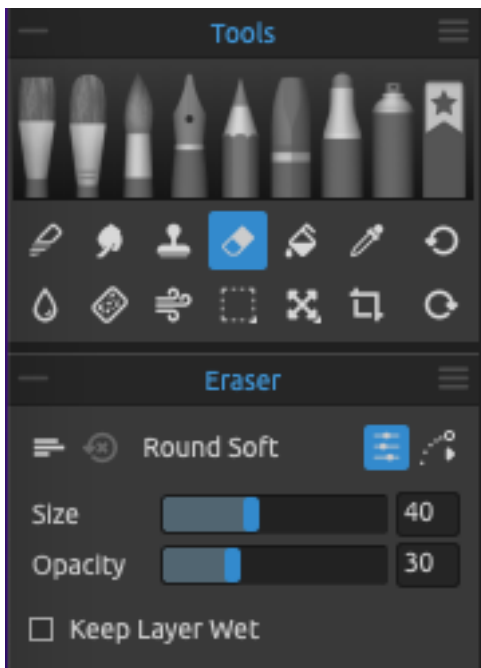 Tools
Eraser
Round Soft
Size 40
Opacity 30
Keep Layer Wet